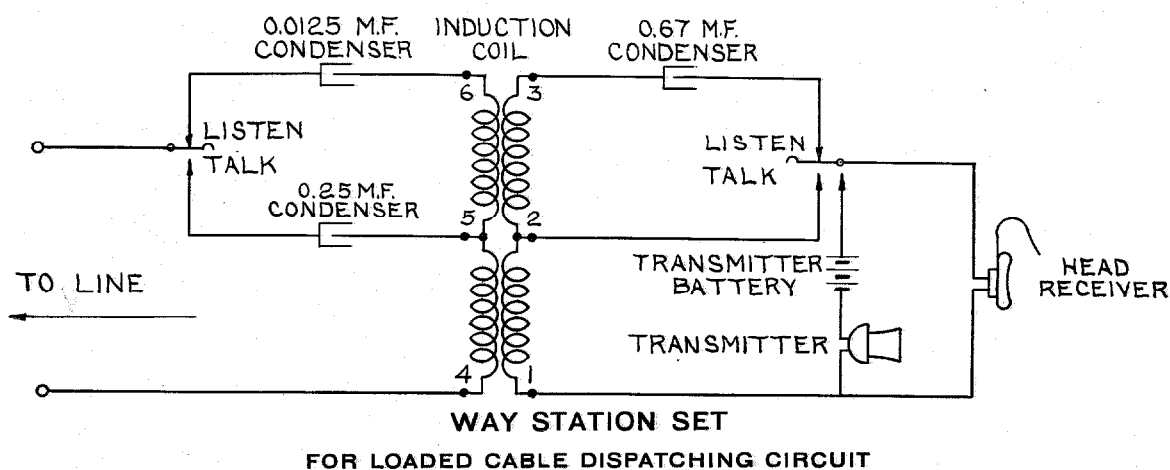 0.0125 M.F.
CONDENSER
INDUCTION
COIL
0.67 M.F.
CONDENSER
6
3
LISTEN
TALK
LISTEN
TALK
0.25 M.F.
CONDENSER
5
2
TO LINE
TRANSMITTER
BATTERY
HEAD
RECEIVER
TRANSMITTER
4
1
WAY STATION SET
FOR LOADED CABLE DISPATCHING CIRCUIT